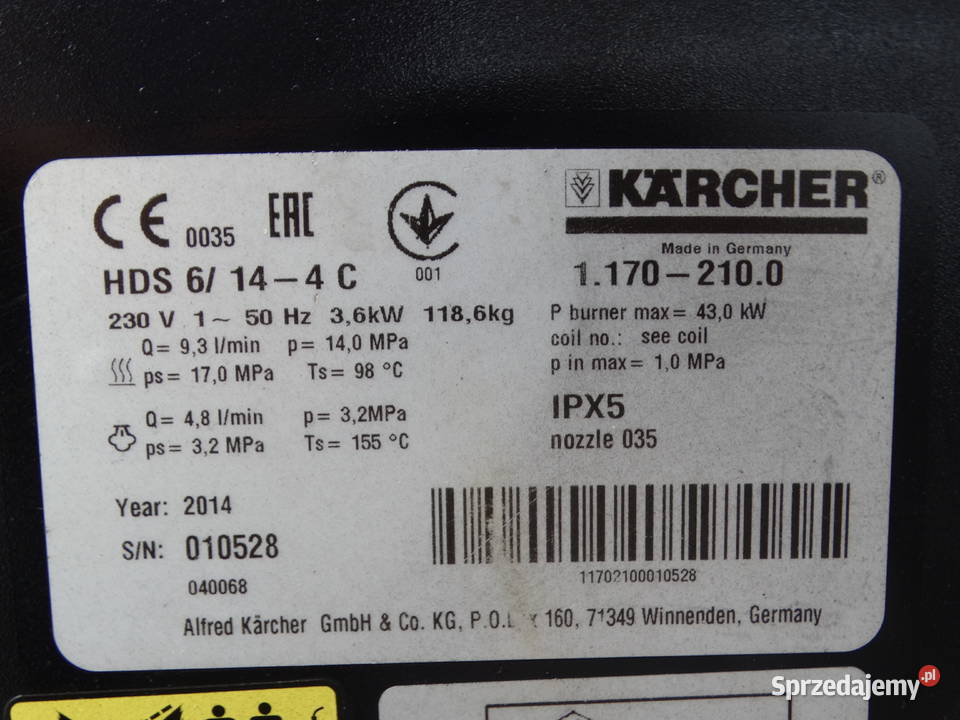 CE 0035 EAC
001
KÄRCHER®
Made in Germany
HDS 6/ 14-4 C
1.170-210.0
230 V 1~ 50 Hz 3,6kW 118,6kg
P burner max= 43,0 kW
Q= 9,3 l/min p= 14,0 MPa
coil no.: see coil
ps= 17,0 MPa Ts= 98 °C
p in max= 1,0 MPa
Q= 4,8 l/min p= 3,2MPa
IPX5
ps= 3,2 MPa Ts= 155 °C
nozzle 035
Year: 2014
S/N: 010528
040068
11702100010528
Alfred Kärcher GmbH & Co. KG, 160, 71349 Winnenden, Germany
Sprzedajemy.pl